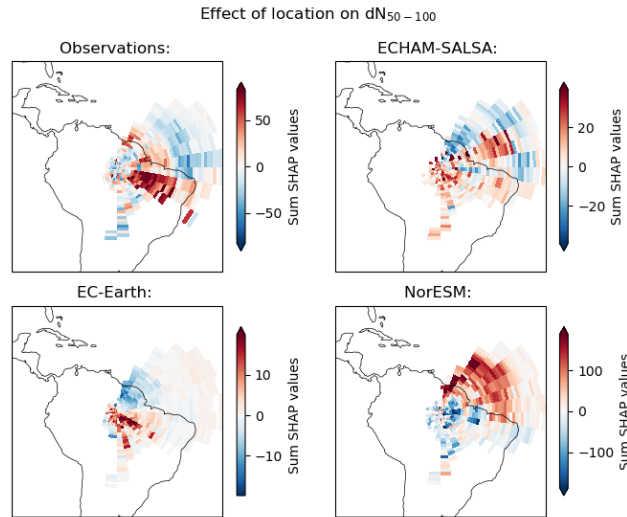 Effect of location on dN₅₀₋₁₀₀
Observations:
50
0
−50
Sum SHAP values
ECHAM-SALSA:
20
0
−20
Sum SHAP values
EC-Earth:
10
0
−10
Sum SHAP values
NorESM:
100
0
−100
Sum SHAP values